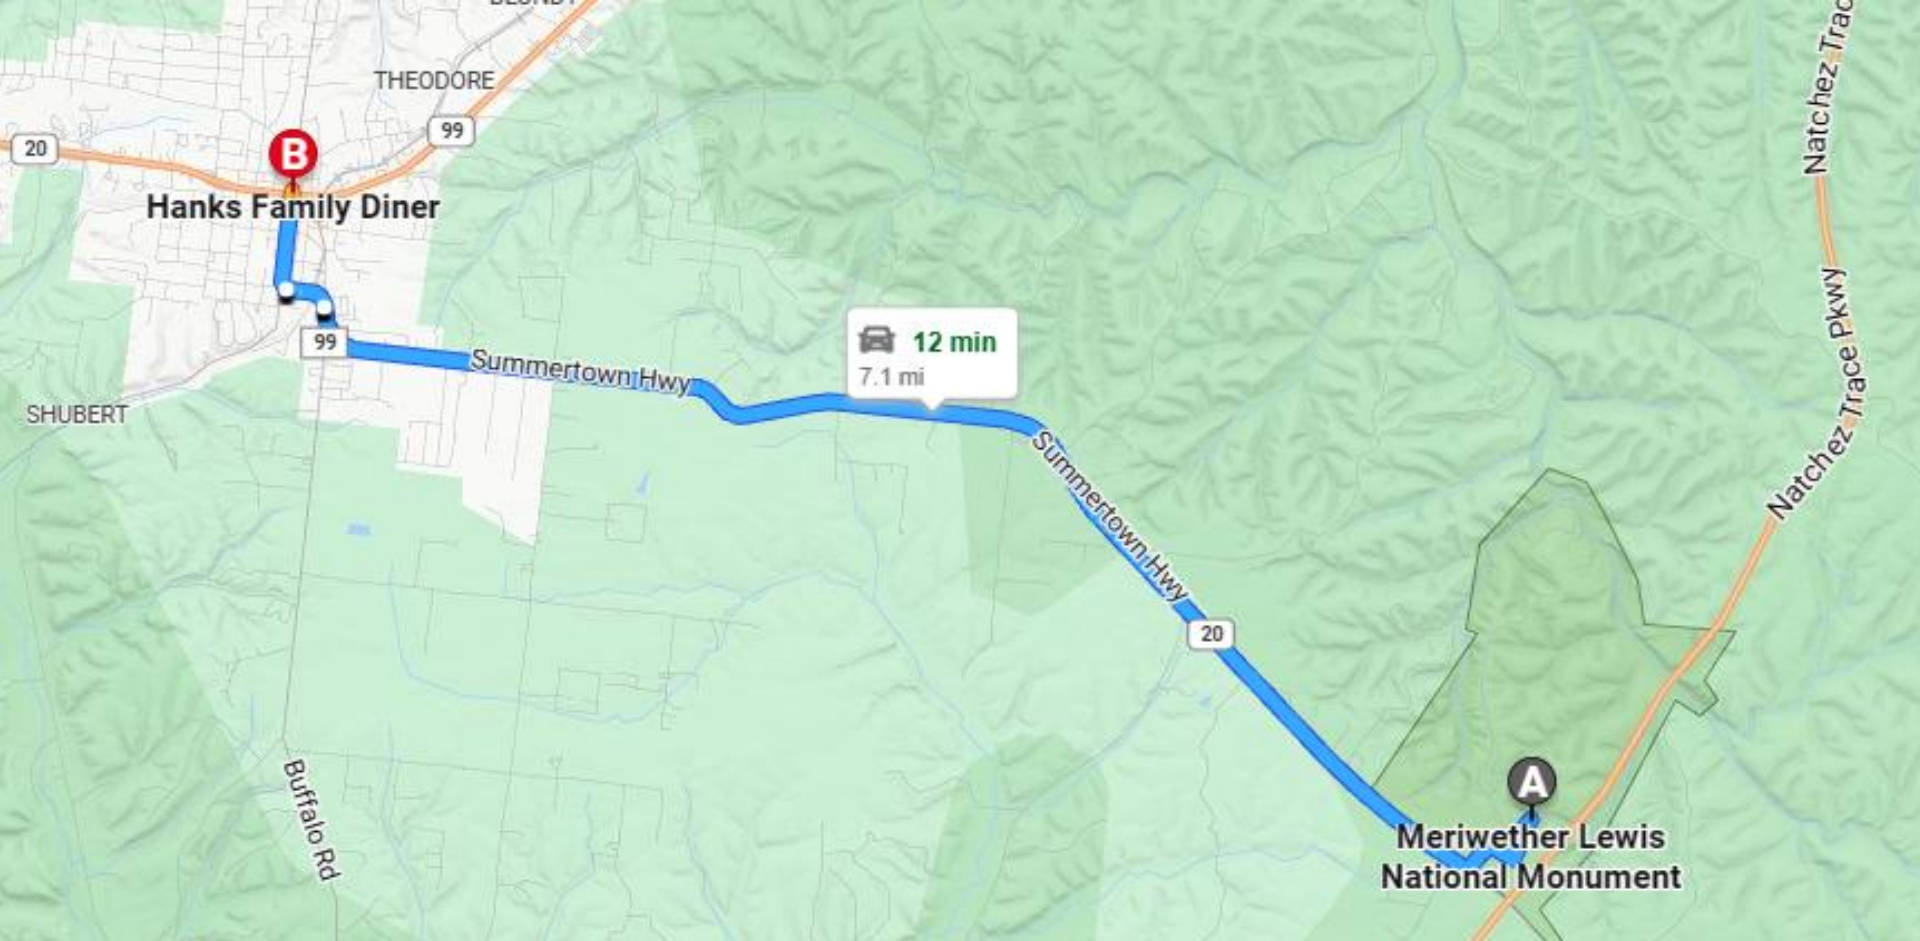 THEODORE
99
20
B
Hanks Family Diner
Natchez Trac
99
Summertown Hwy
12 min
7.1 mi
SHUBERT
Natchez Trace Pkwy
Summertown Hwy
20
Buffalo Rd
A
Meriwether Lewis
National Monument